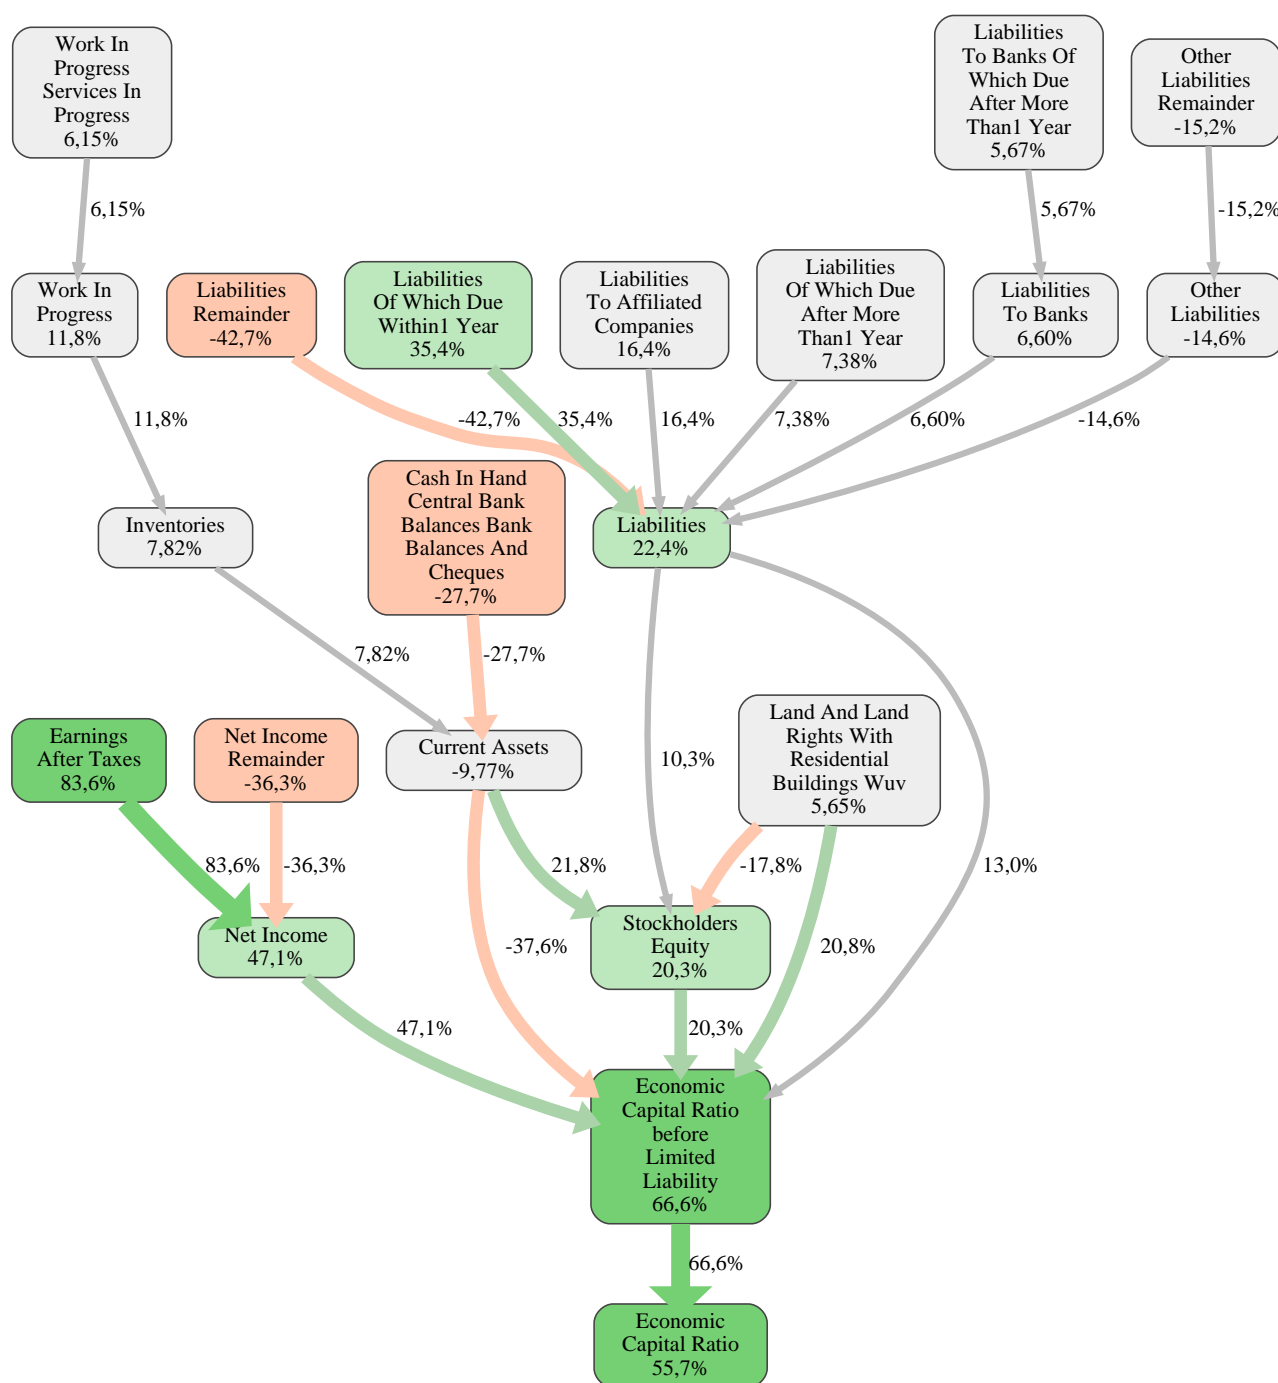 Work In
Progress
Services In
Progress
6,15%
Liabilities
To Banks Of
Which Due
After More
Than1 Year
5,67%
Other
Liabilities
Remainder
-15,2%
6,15%
5,67%
-15,2%
Work In
Progress
11,8%
Liabilities
Remainder
-42,7%
Liabilities
Of Which Due
Within1 Year
35,4%
Liabilities
To Affiliated
Companies
16,4%
Liabilities
Of Which Due
After More
Than1 Year
7,38%
Liabilities
To Banks
6,60%
Other
Liabilities
-14,6%
11,8%
-42,7%
35,4%
16,4%
7,38%
6,60%
-14,6%
Inventories
7,82%
Cash In Hand
Central Bank
Balances Bank
Balances And
Cheques
-27,7%
Liabilities
22,4%
7,82%
-27,7%
10,3%
13,0%
Earnings
After Taxes
83,6%
Net Income
Remainder
-36,3%
Current Assets
-9,77%
Land And Land
Rights With
Residential
Buildings Wuv
5,65%
83,6%
-36,3%
21,8%
-17,8%
-37,6%
20,8%
Net Income
47,1%
Stockholders
Equity
20,3%
47,1%
20,3%
Economic
Capital Ratio
before
Limited
Liability
66,6%
66,6%
Economic
Capital Ratio
55,7%